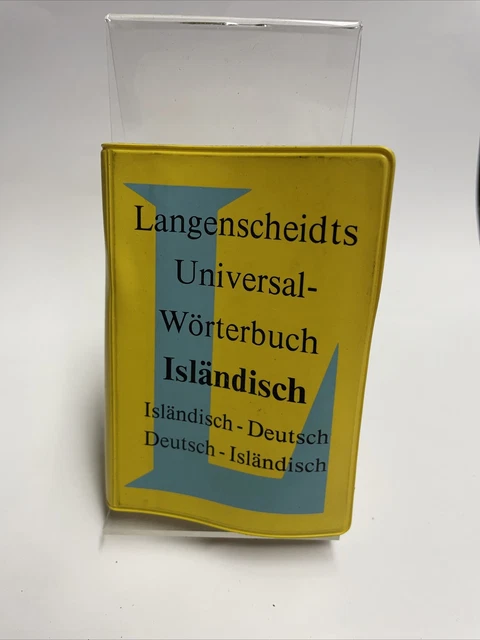 Langenscheidts
Universal-
Wörterbuch
Isländisch
Isländisch - Deutsch
Deutsch - Isländisch